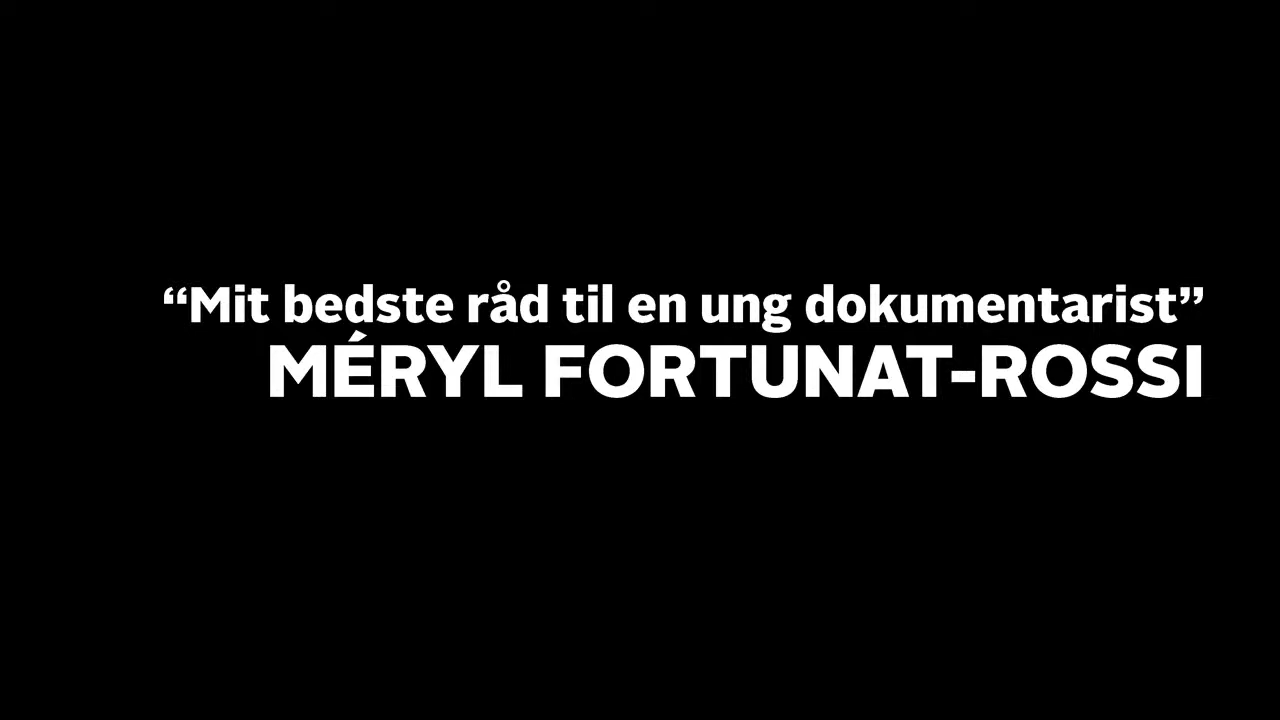 “Mit bedste råd til en ung dokumentarist”
MÉRYL FORTUNAT-ROSSI